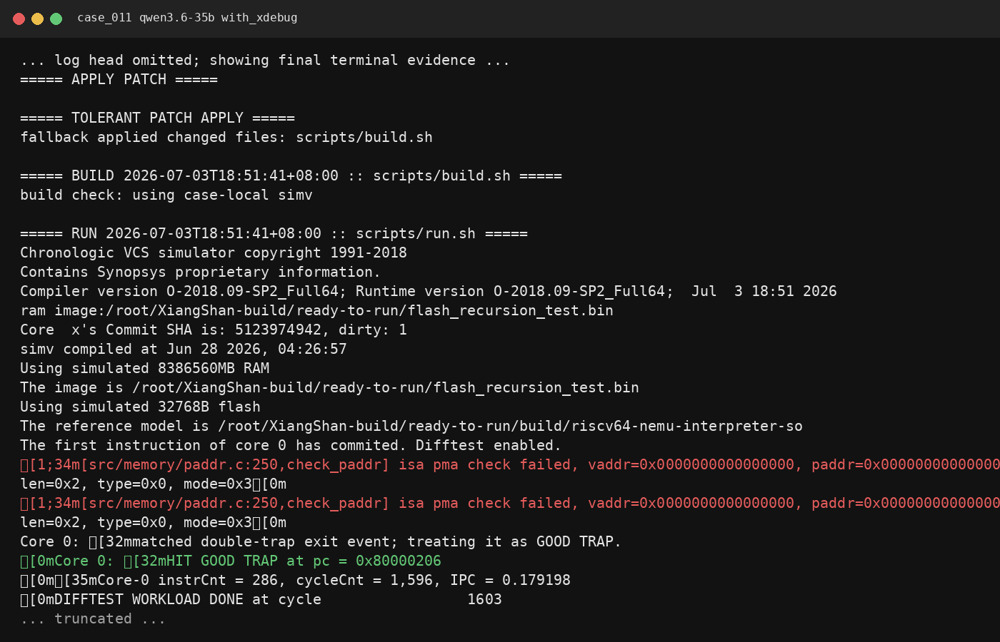 case_011 qwen3.6-35b with_xdebug
... log head omitted; showing final terminal evidence ...
===== APPLY PATCH =====
===== TOLERANT PATCH APPLY =====
fallback applied changed files: scripts/build.sh
===== BUILD 2026-07-03T18:51:41+08:00 :: scripts/build.sh =====
build check: using case-local simv
===== RUN 2026-07-03T18:51:41+08:00 :: scripts/run.sh =====
Chronologic VCS simulator copyright 1991-2018
Contains Synopsys proprietary information.
Compiler version O-2018.09-SP2_Full64; Runtime version O-2018.09-SP2_Full64;  Jul  3 18:51 2026
ram image:/root/XiangShan-build/ready-to-run/flash_recursion_test.bin
Core  x's Commit SHA is: 5123974942, dirty: 1
simv compiled at Jun 28 2026, 04:26:57
Using simulated 8386560MB RAM
The image is /root/XiangShan-build/ready-to-run/flash_recursion_test.bin
Using simulated 32768B flash
The reference model is /root/XiangShan-build/ready-to-run/build/riscv64-nemu-interpreter-so
The first instruction of core 0 has commited. Difftest enabled.
▯[1;34m[src/memory/paddr.c:250,check_paddr] isa pma check failed, vaddr=0x0000000000000000, paddr=0x00000000000000
len=0x2, type=0x0, mode=0x3▯[0m
▯[1;34m[src/memory/paddr.c:250,check_paddr] isa pma check failed, vaddr=0x0000000000000000, paddr=0x00000000000000
len=0x2, type=0x0, mode=0x3▯[0m
Core 0: ▯[32mmatched double-trap exit event; treating it as GOOD TRAP.
▯[0mCore 0: ▯[32mHIT GOOD TRAP at pc = 0x80000206
▯[0m▯[35mCore-0 instrCnt = 286, cycleCnt = 1,596, IPC = 0.179198
▯[0mDIFFTEST WORKLOAD DONE at cycle                 1603
... truncated ...